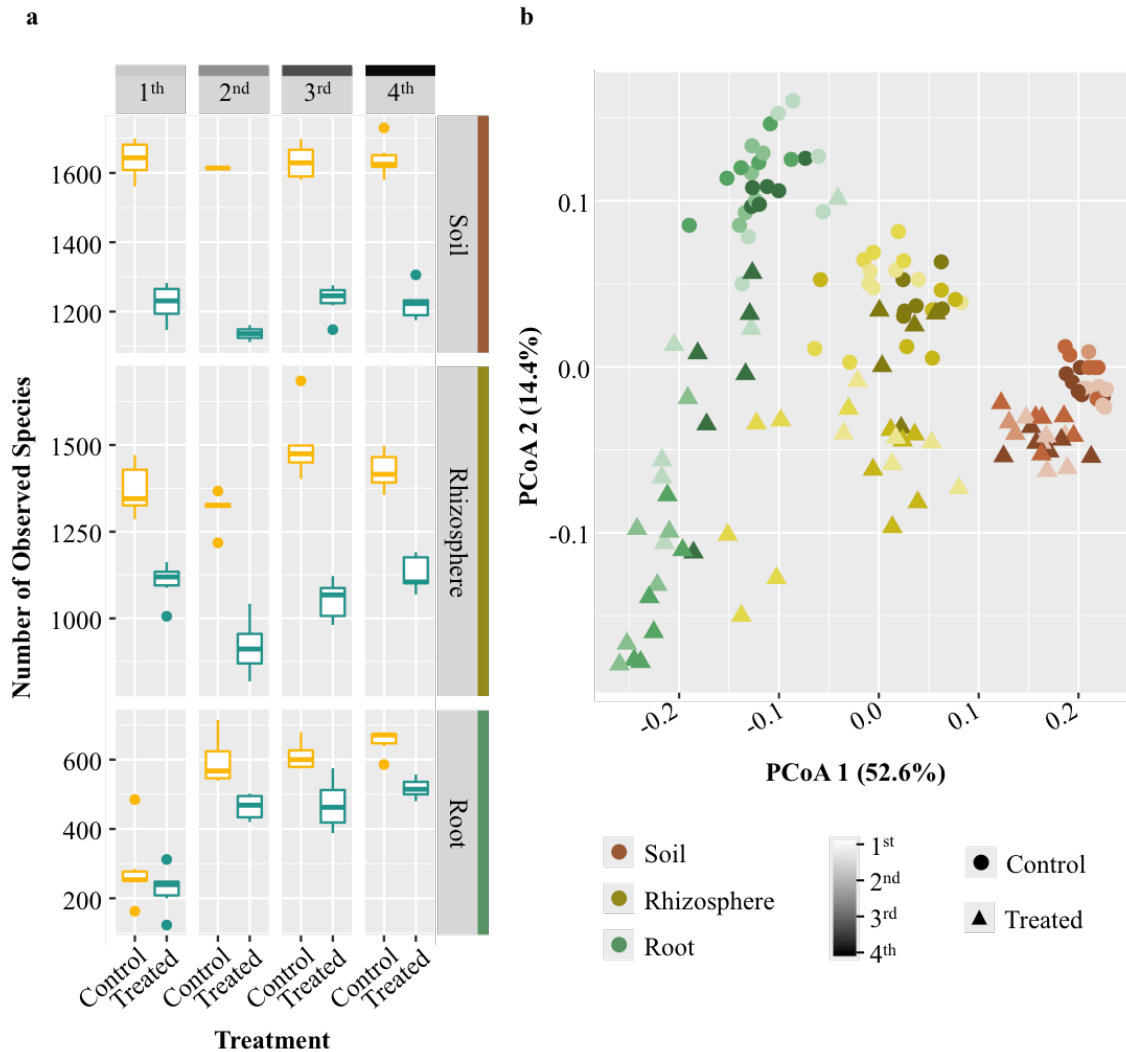 a
b
1th 2nd 3rd 4th
1600
1400
1200
Soil
1500
1250
1000
Rhizosphere
600
400
200
Root
Number of Observed Species
Control Treated Control Treated Control Treated Control Treated
Treatment
0.1
0.0
-0.1
PCoA 2 (14.4%)
-0.2 -0.1 0.0 0.1 0.2
PCoA 1 (52.6%)
Soil
Rhizosphere
Root
1st
2nd
3rd
4th
Control
Treated